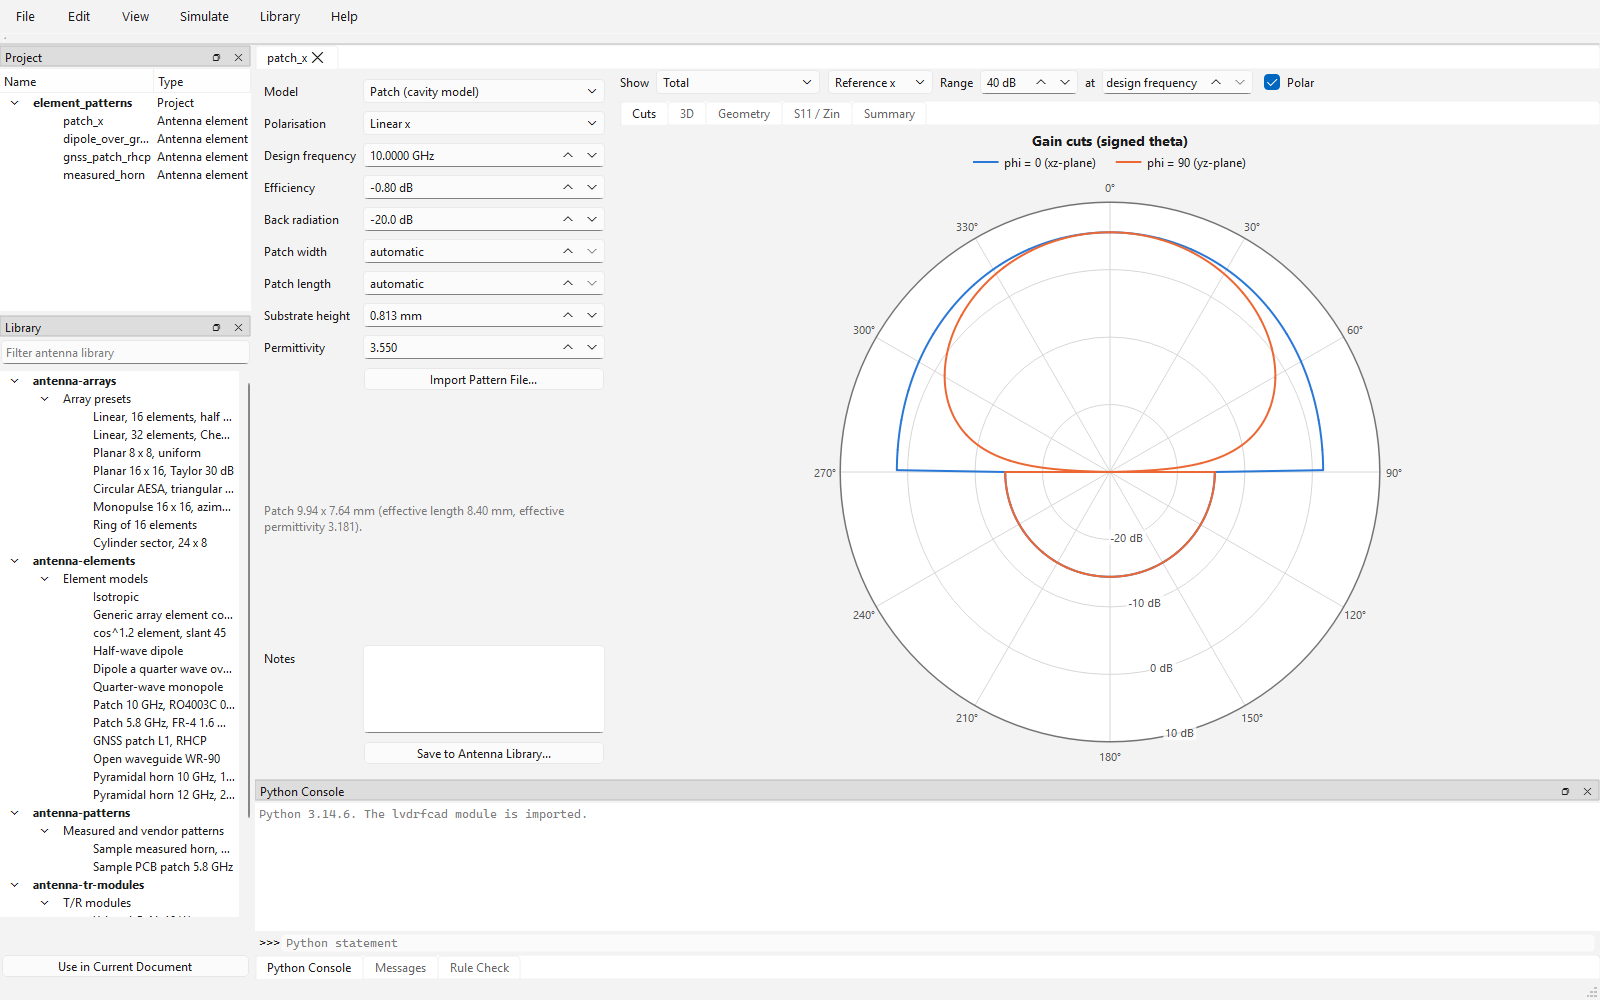 File Edit View Simulate Library Help
Project
Name Type
element_patterns Project
patch_x Antenna element
dipole_over_gr... Antenna element
gnss_patch_rhcp Antenna element
measured_horn Antenna element
Library
Filter antenna library
antenna-arrays
Array presets
Linear, 16 elements, half ...
Linear, 32 elements, Che...
Planar 8 x 8, uniform
Planar 16 x 16, Taylor 30 dB
Circular AESA, triangular ...
Monopulse 16 x 16, azim...
Ring of 16 elements
Cylinder sector, 24 x 8
antenna-elements
Element models
Isotropic
Generic array element co...
cos^1.2 element, slant 45
Half-wave dipole
Dipole a quarter wave ov...
Quarter-wave monopole
Patch 10 GHz, RO4003C 0...
Patch 5.8 GHz, FR-4 1.6 ...
GNSS patch L1, RHCP
Open waveguide WR-90
Pyramidal horn 10 GHz, 1...
Pyramidal horn 12 GHz, 2...
antenna-patterns
Measured and vendor patterns
Sample measured horn, ...
Sample PCB patch 5.8 GHz
antenna-tr-modules
T/R modules
Use in Current Document
patch_x
Model Patch (cavity model)
Polarisation Linear x
Design frequency 10.0000 GHz
Efficiency -0.80 dB
Back radiation -20.0 dB
Patch width automatic
Patch length automatic
Substrate height 0.813 mm
Permittivity 3.550
Import Pattern File...
Patch 9.94 x 7.64 mm (effective length 8.40 mm, effective
permittivity 3.181).
Notes
Save to Antenna Library...
Show Total Reference x Range 40 dB at design frequency Polar
Cuts 3D Geometry S11 / Zin Summary
Gain cuts (signed theta)
phi = 0 (xz-plane) phi = 90 (yz-plane)
0°
330° 30°
300° 60°
270° 90°
-20 dB
-10 dB
240° 120°
0 dB
210° 150°
10 dB
180°
Python Console
Python 3.14.6. The lvdrfcad module is imported.
>>> Python statement
Python Console Messages Rule Check